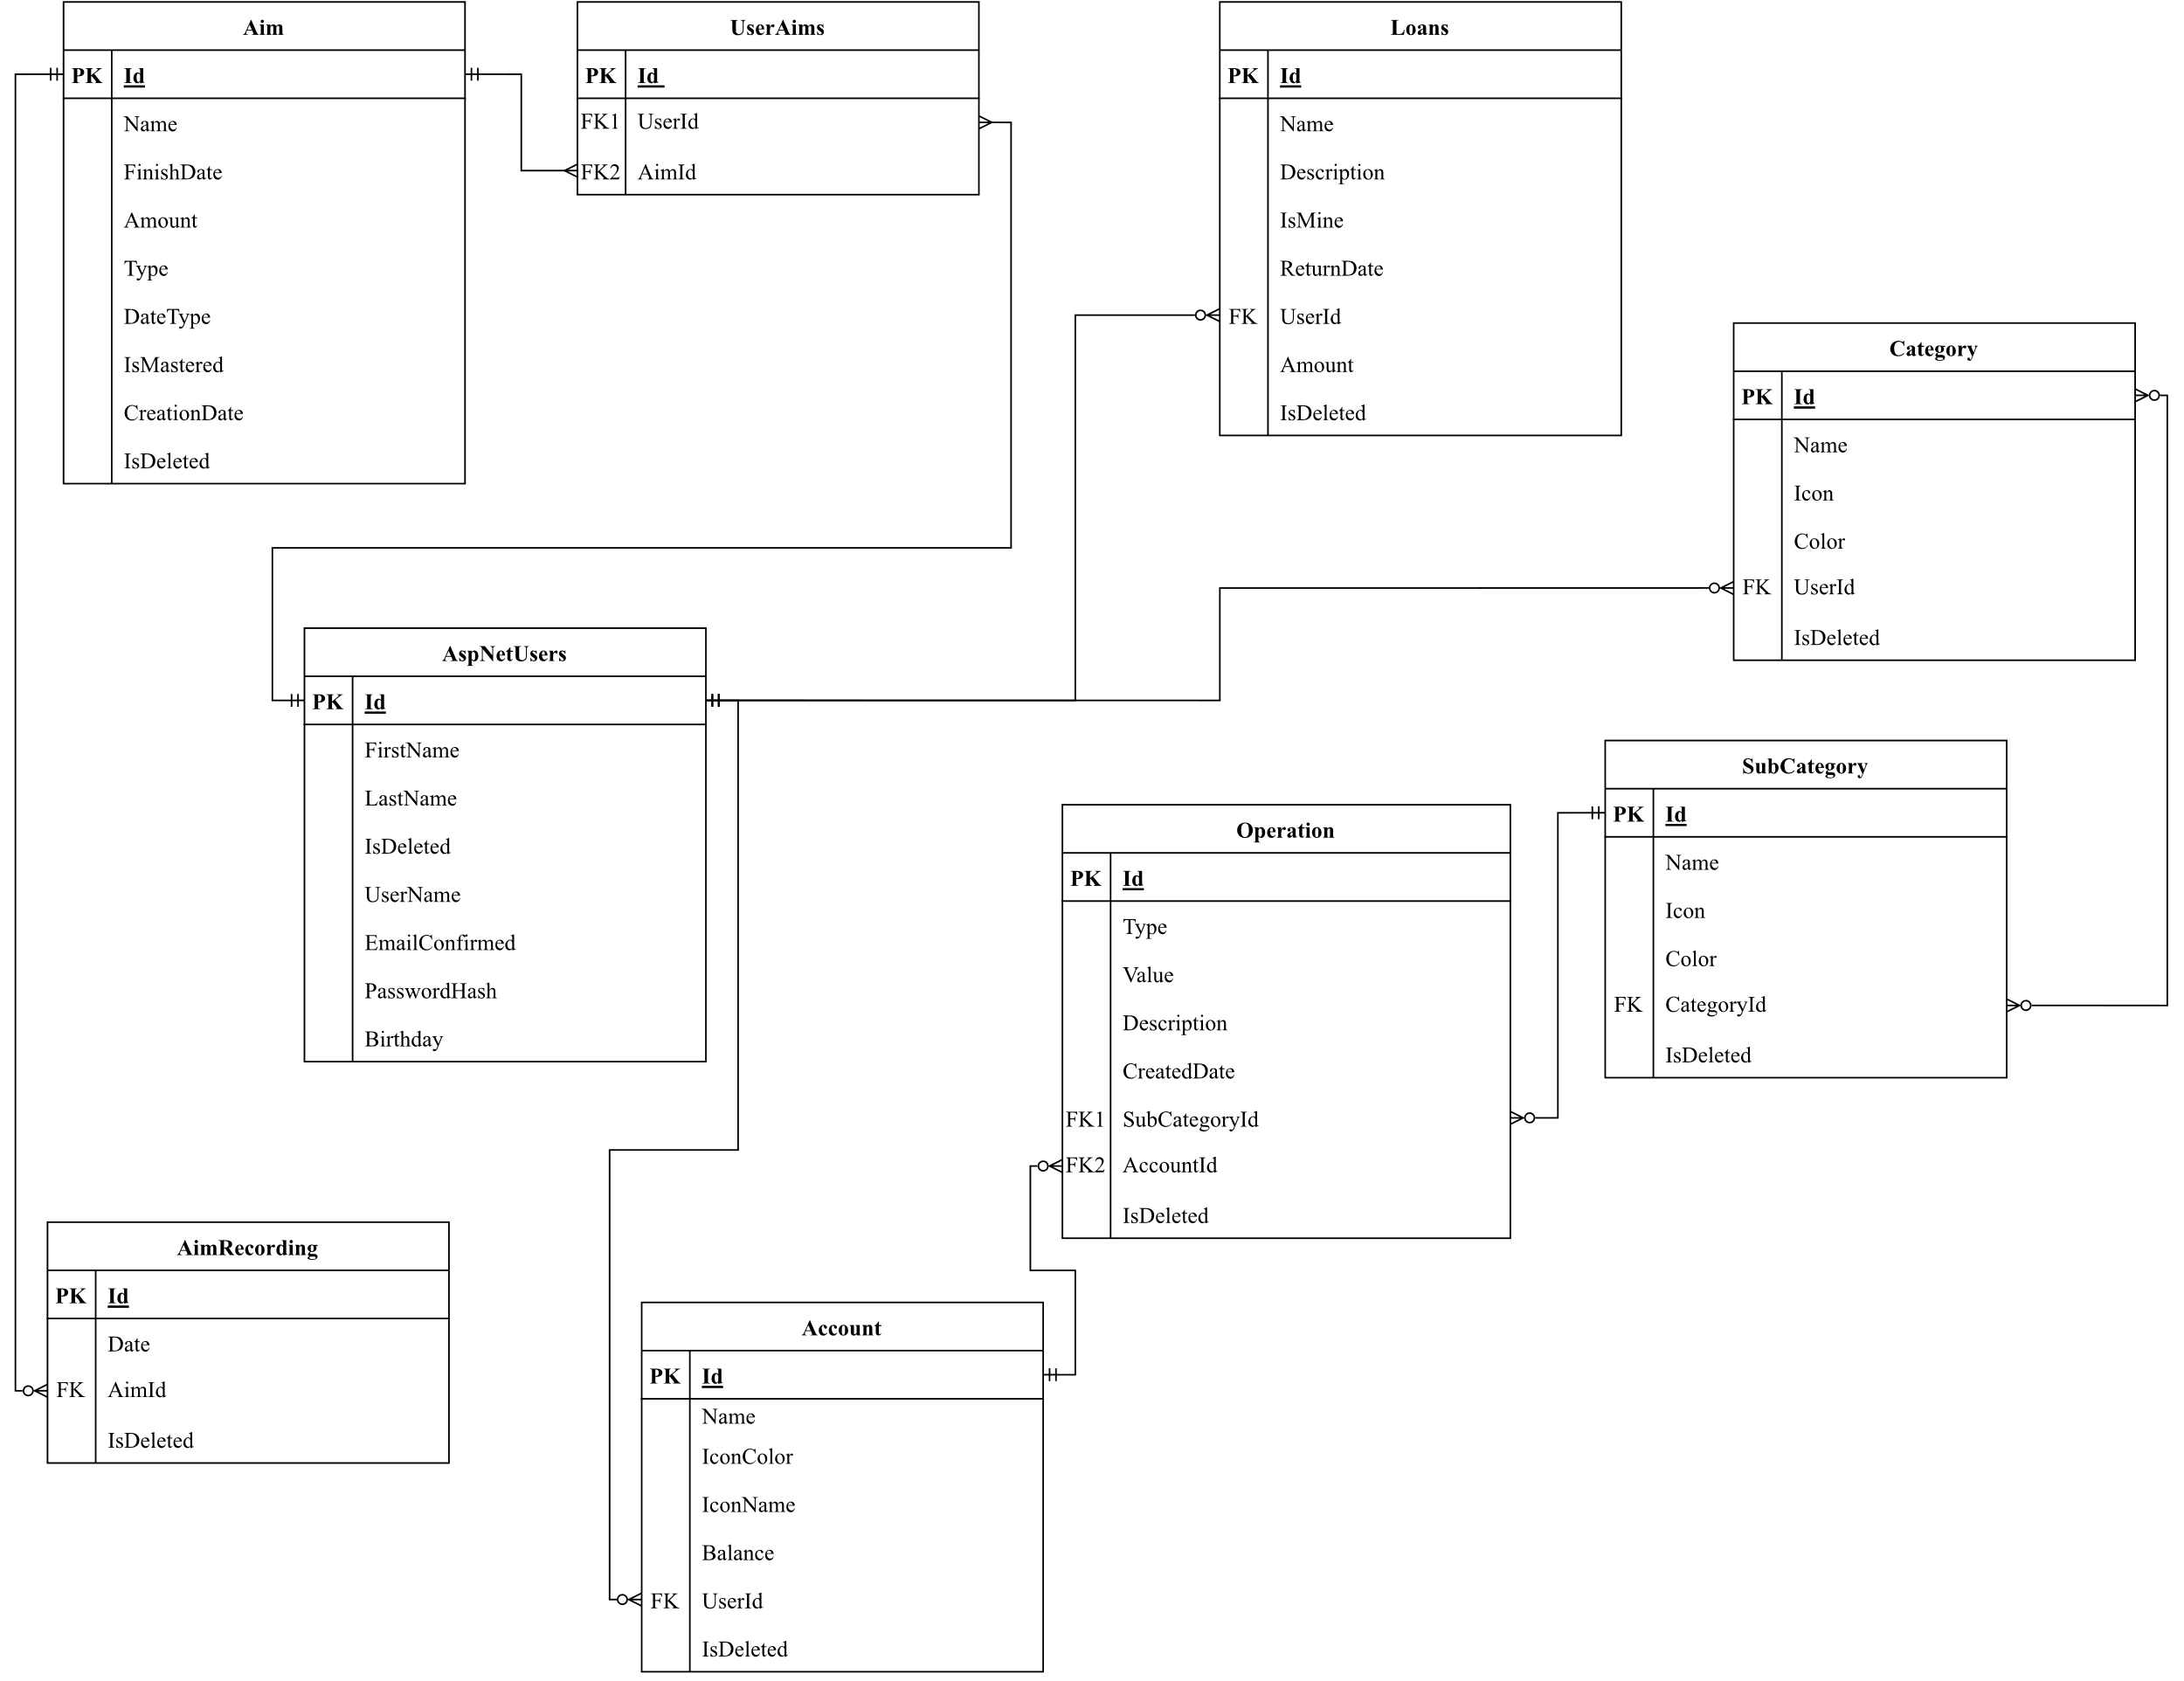 Aim
PK Id
Name
FinishDate
Amount
Type
DateType
IsMastered
CreationDate
IsDeleted
UserAims
PK Id
FK1 UserId
FK2 AimId
Loans
PK Id
Name
Description
IsMine
ReturnDate
FK UserId
Amount
IsDeleted
Category
PK Id
Name
Icon
Color
FK UserId
IsDeleted
AspNetUsers
PK Id
FirstName
LastName
IsDeleted
UserName
EmailConfirmed
PasswordHash
Birthday
SubCategory
PK Id
Name
Icon
Color
FK CategoryId
IsDeleted
Operation
PK Id
Type
Value
Description
CreatedDate
FK1 SubCategoryId
FK2 AccountId
IsDeleted
AimRecording
PK Id
Date
FK AimId
IsDeleted
Account
PK Id
Name
IconColor
IconName
Balance
FK UserId
IsDeleted